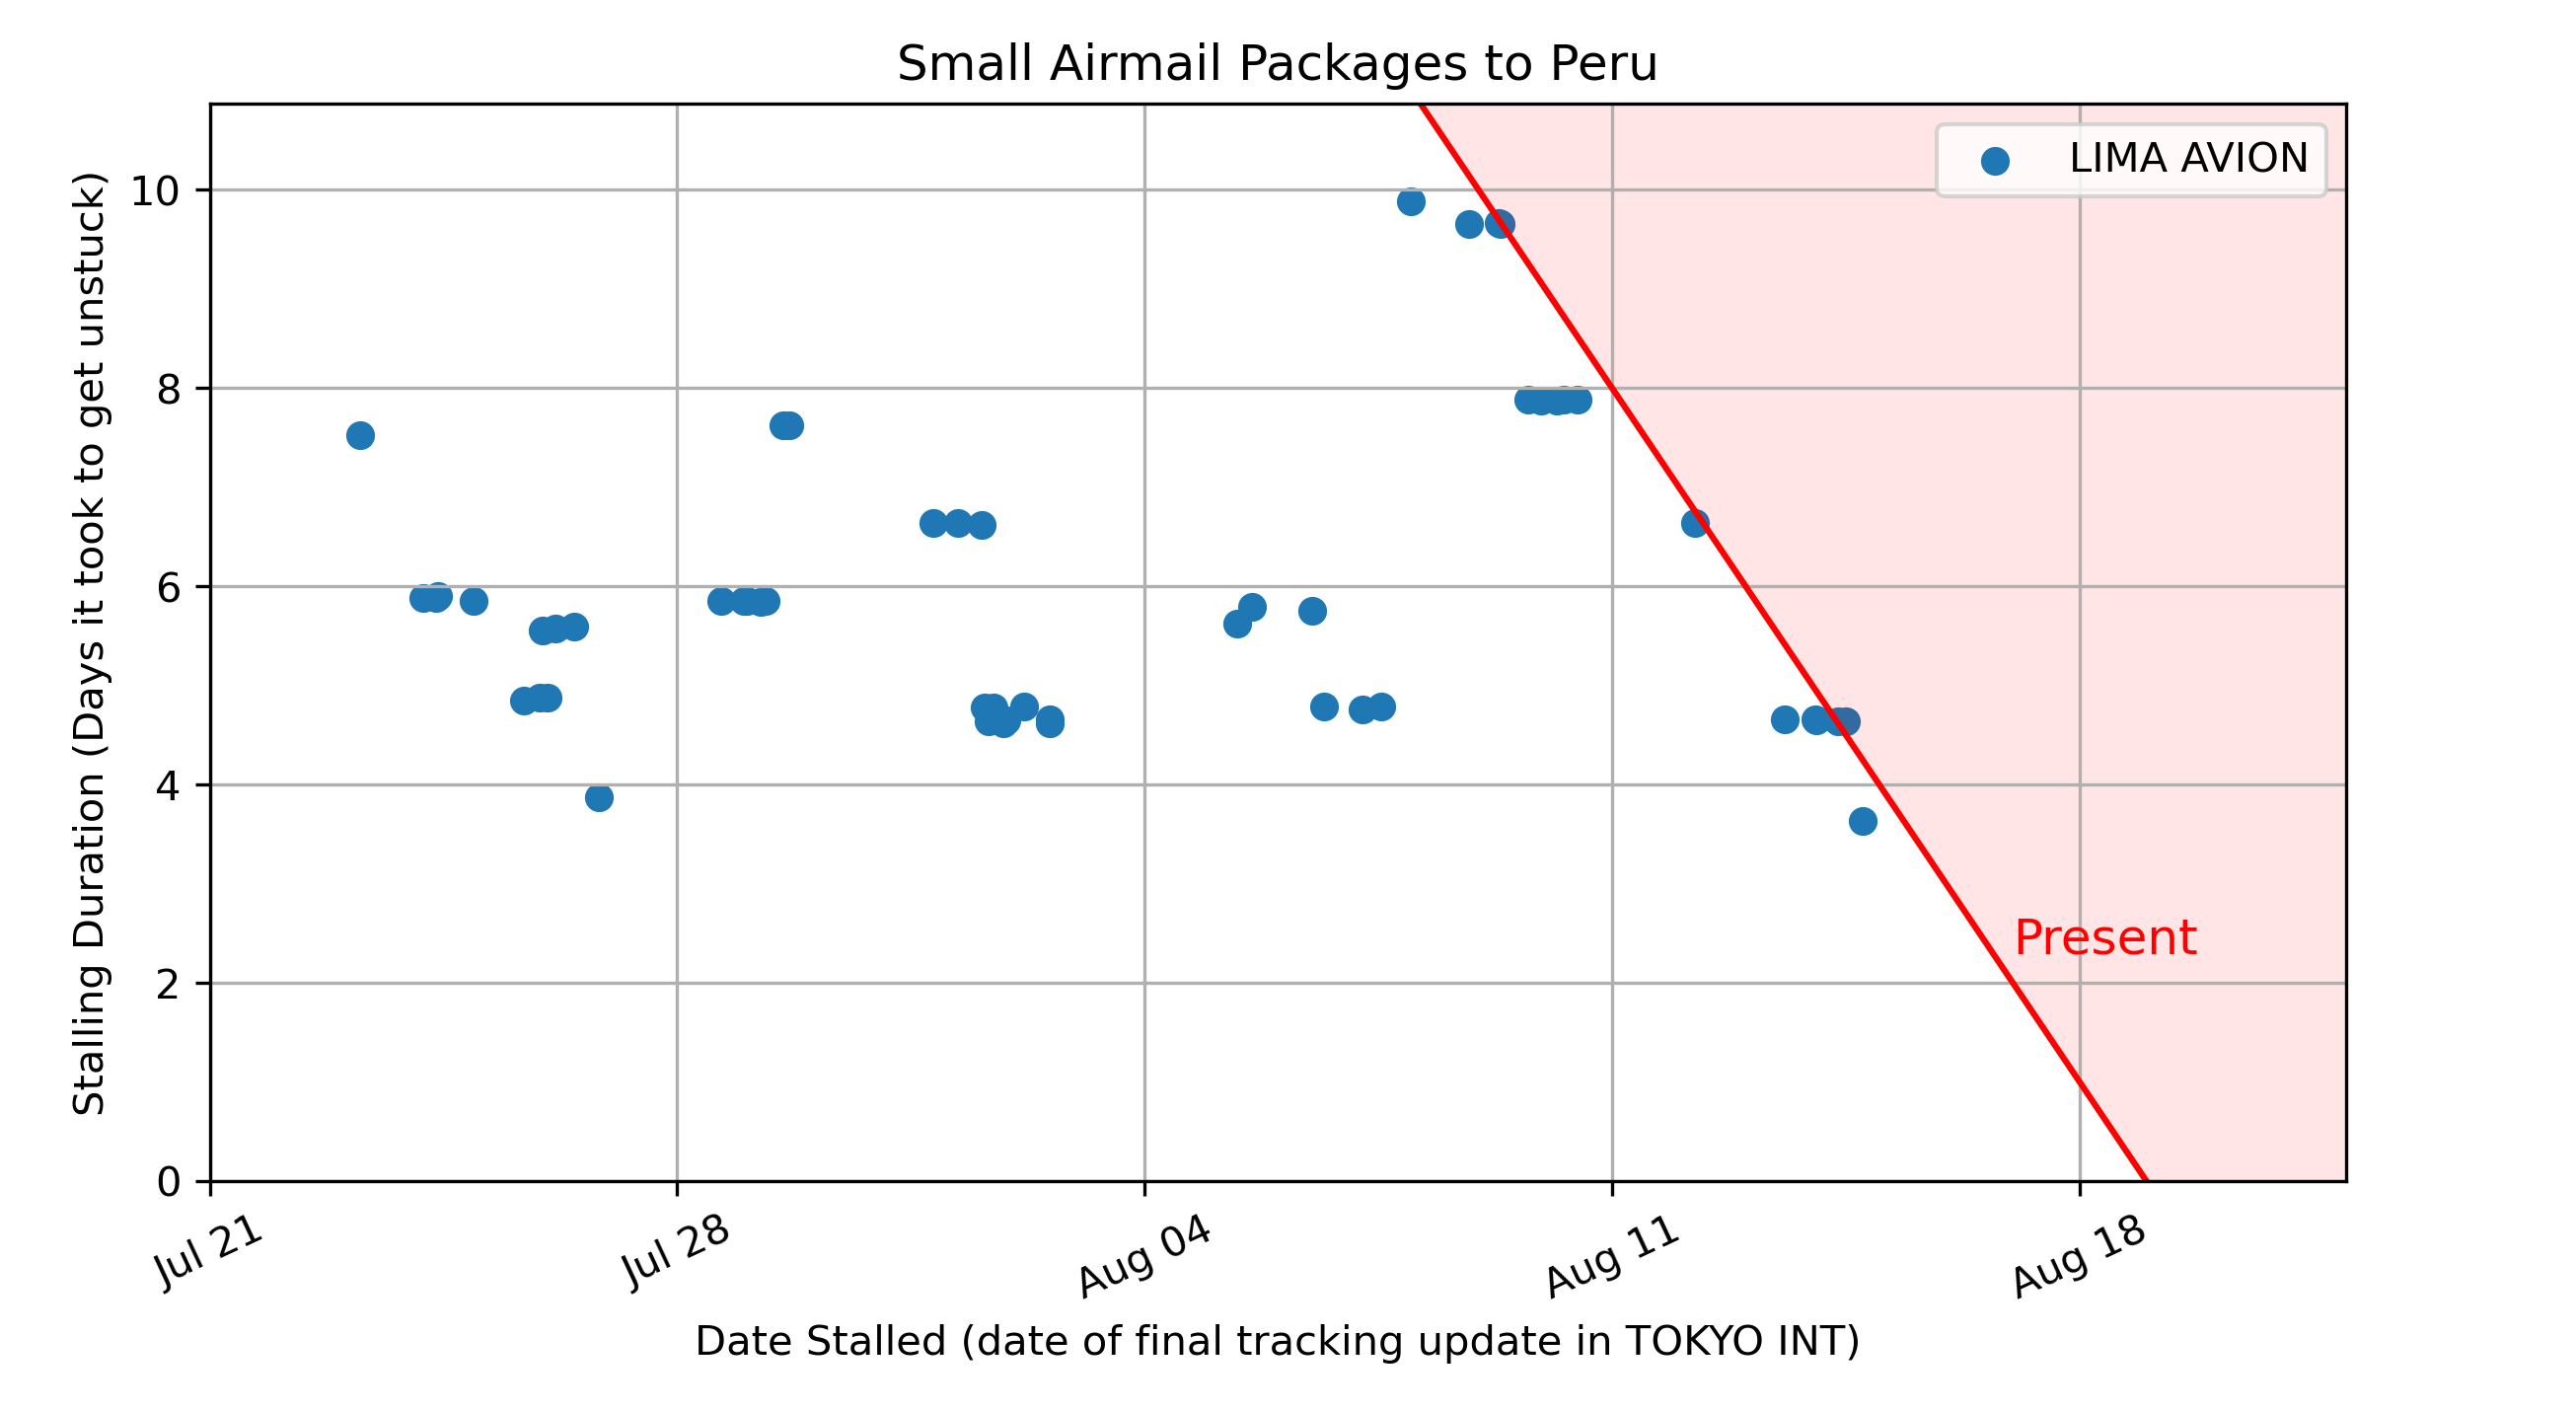 Small Airmail Packages to Peru
LIMA AVION
Stalling Duration (Days it took to get unstuck)
10
8
6
4
2
0
Present
Jul 21
Jul 28
Aug 04
Aug 11
Aug 18
Date Stalled (date of final tracking update in TOKYO INT)